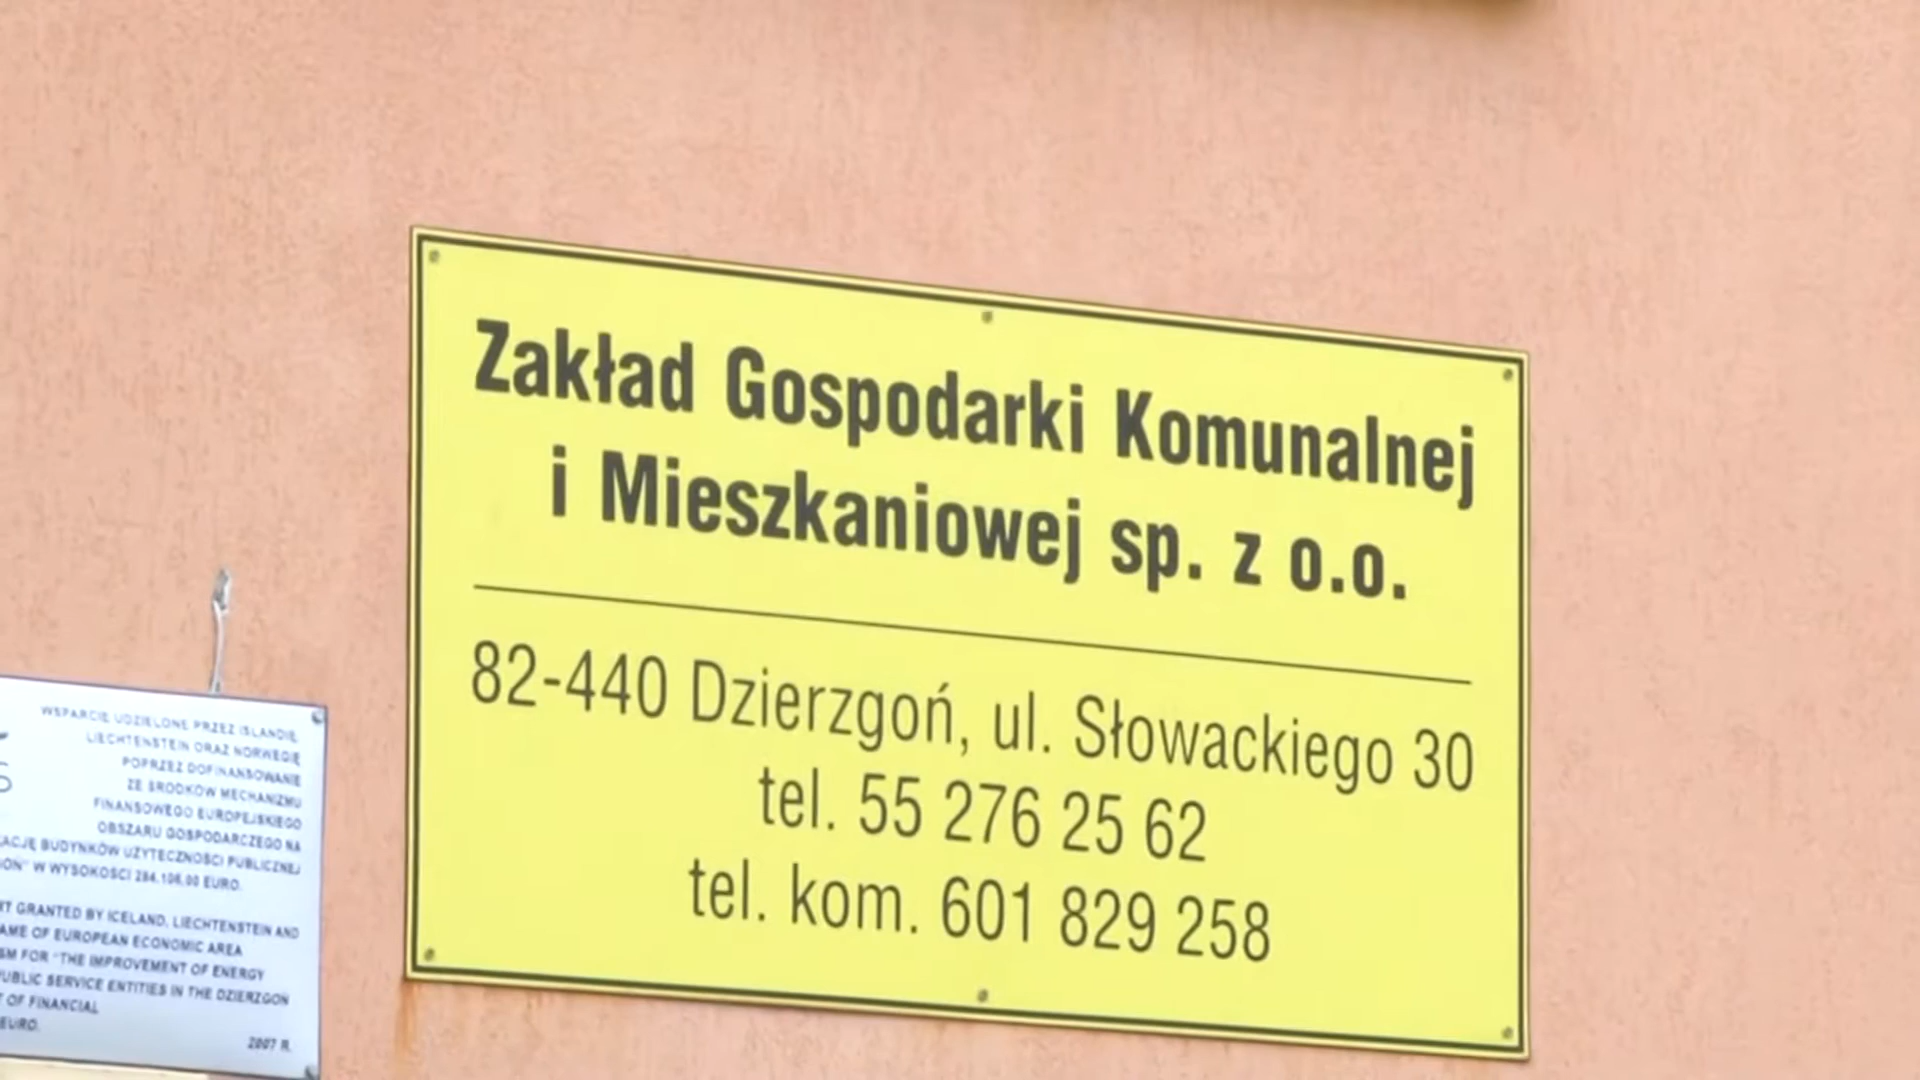 Zakład Gospodarki Komunalnej
i Mieszkaniowej sp. z o.o.
82-440 Dzierzgoń, ul. Słowackiego 30
tel. 55 276 25 62
tel. kom. 601 829 258
WSPARCIE UDZIELONE PRZEZ ISLANDIĘ,
LIECHTENSTEIN ORAZ NORWEGIĘ
POPRZEZ DOFINANSOWANIE
ZE ŚRODKÓW MECHANIZMU
FINANSOWEGO EUROPEJSKIEGO
OBSZARU GOSPODARCZEGO NA
BUDYNKÓW UŻYTECZNOŚCI PUBLICZNEJ
W WYSOKOŚCI 284.106,00 EURO.
GRANTED BY ICELAND, LIECHTENSTEIN AND
OF EUROPEAN ECONOMIC AREA
FOR "THE IMPROVEMENT OF ENERGY
SERVICE ENTITIES IN THE DZIERZGON
OF FINANCIAL
EURO.
2007 R.